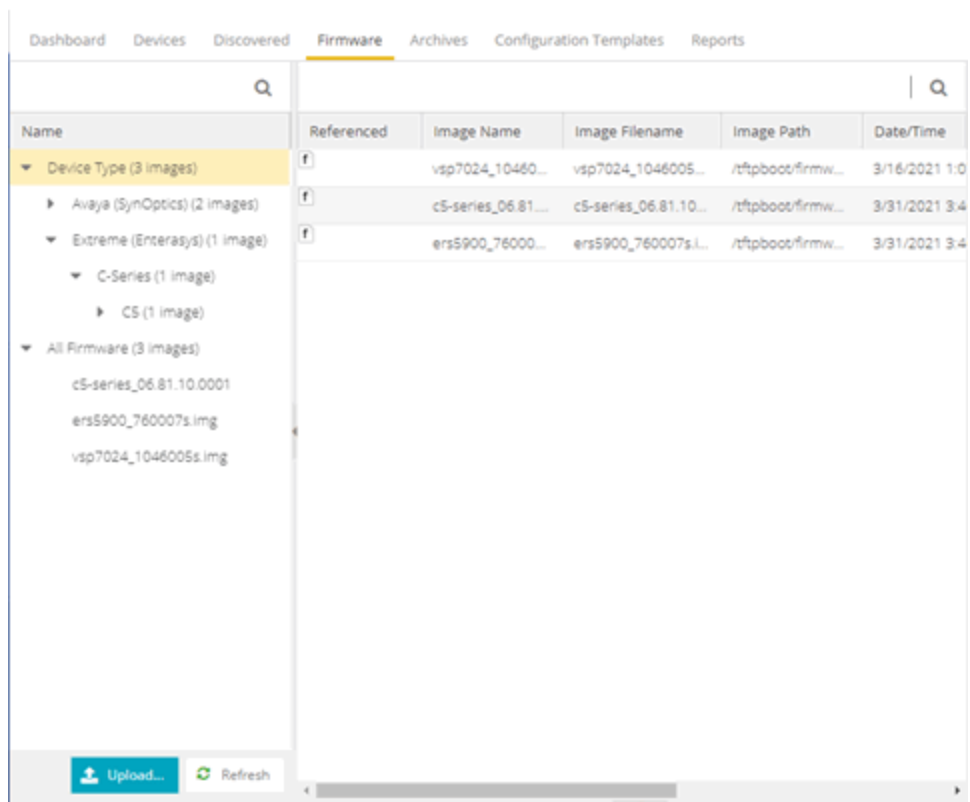 Dashboard Devices Discovered Firmware Archives Configuration Templates Reports
Name
Device Type (3 images)
Avaya (SynOptics) (2 images)
Extreme (Enterasys) (1 image)
C-Series (1 image)
C5 (1 image)
All Firmware (3 images)
c5-series_06.81.10.0001
ers5900_760007s.img
vsp7024_1046005s.img
Upload... Refresh
Referenced Image Name Image Filename Image Path Date/Time
f vsp7024_10460... vsp7024_1046005... /tftpboot/firmw... 3/16/2021 1:0
f c5-series_06.81.... c5-series_06.81.10... /tftpboot/firmw... 3/31/2021 3:4
f ers5900_76000... ers5900_760007s.i... /tftpboot/firmw... 3/31/2021 3:4